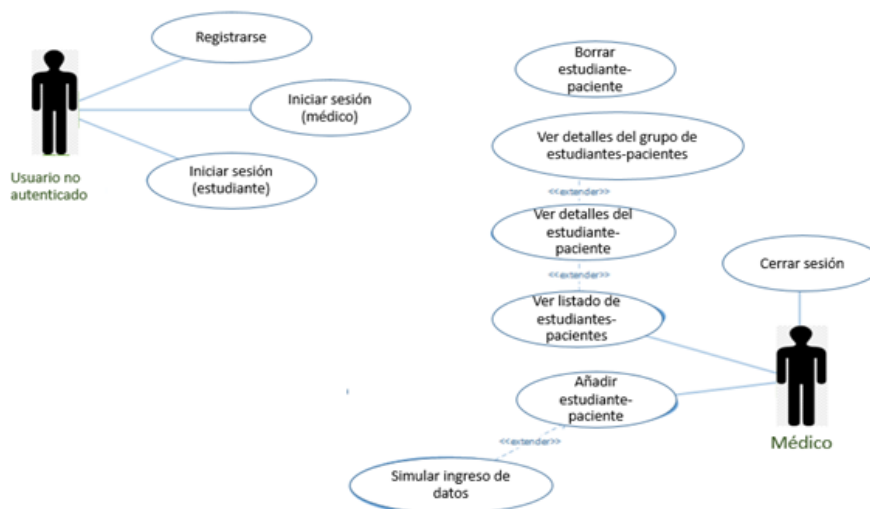 Registrarse
Iniciar sesión
(médico)
Iniciar sesión
(estudiante)
Usuario no
autenticado
Borrar
estudiante-
paciente
Ver detalles del grupo de
estudiantes-pacientes
<<extender>>
Ver detalles del
estudiante-
paciente
<<extender>>
Ver listado de
estudiantes-
pacientes
Cerrar sesión
Añadir
estudiante-
paciente
Médico
<<extender>>
Simular ingreso de
datos